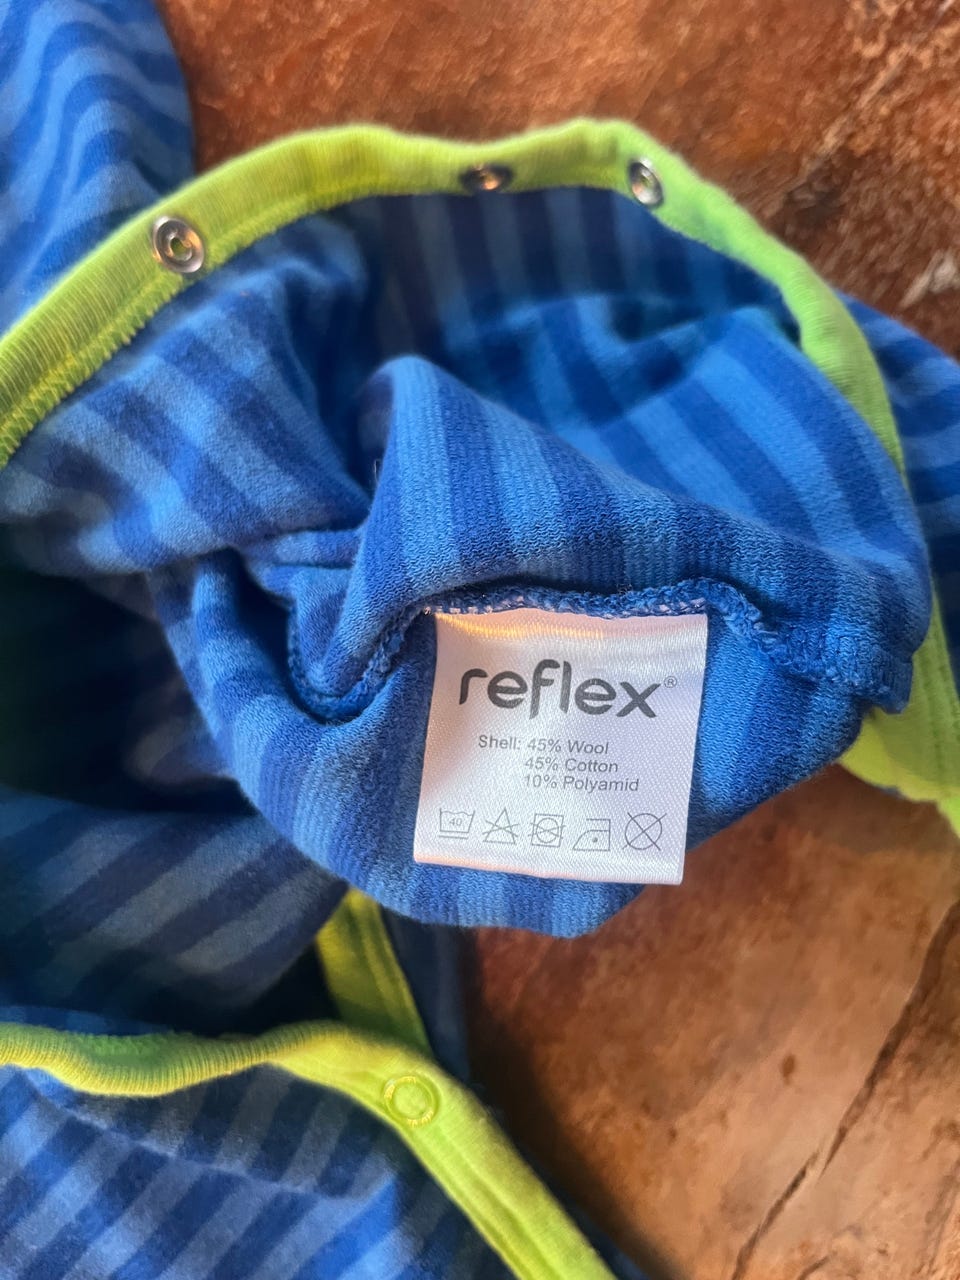 reflex®
Shell: 45% Wool
45% Cotton
10% Polyamid
40